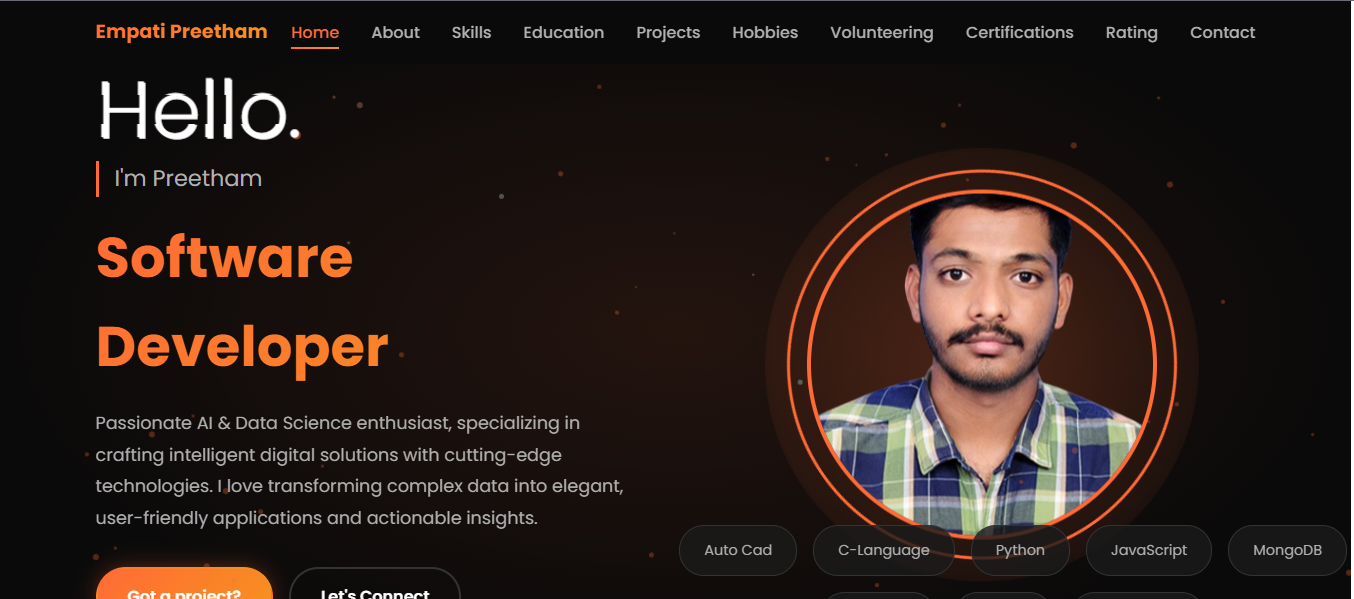 Empati Preetham Home About Skills Education Projects Hobbies Volunteering Certifications Rating Contact
Hello.
I'm Preetham
Software
Developer
Passionate AI & Data Science enthusiast, specializing in
crafting intelligent digital solutions with cutting-edge
technologies. I love transforming complex data into elegant,
user-friendly applications and actionable insights.
Auto Cad C-Language Python JavaScript MongoDB
Got a project? Let's Connect